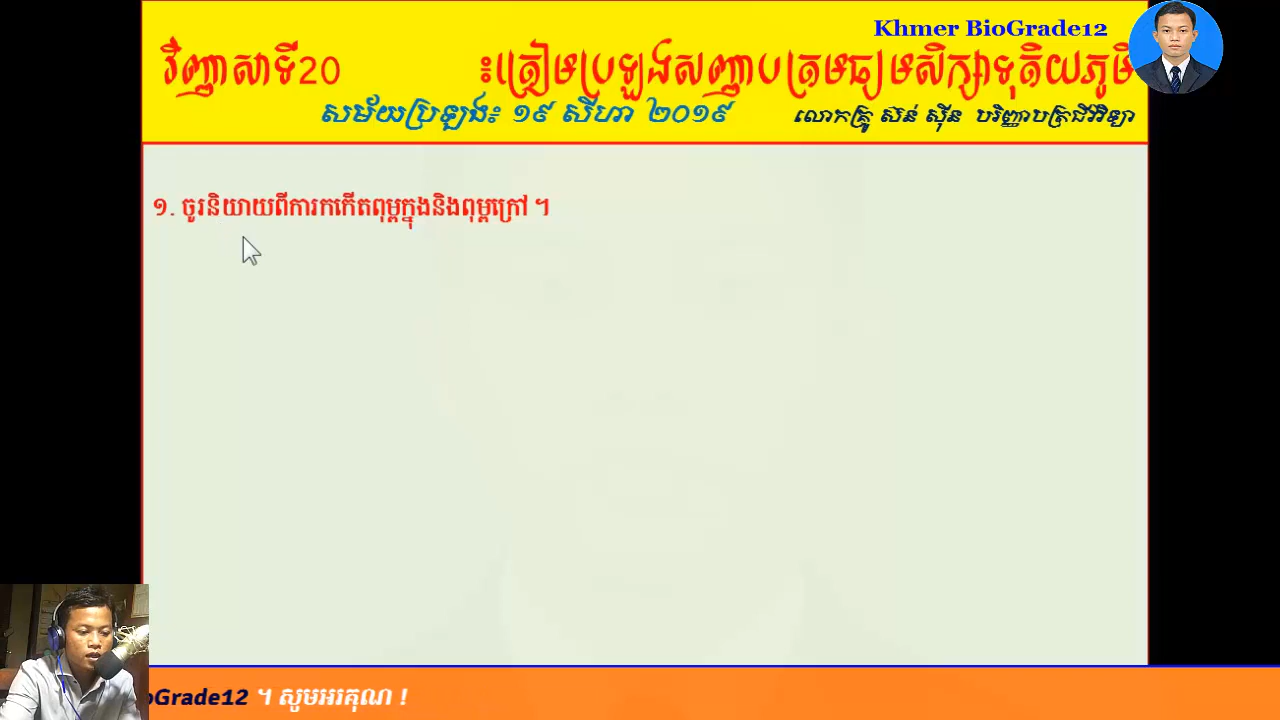 Khmer BioGrade12
វិញ្ញាសាទី20 ៖ត្រៀមប្រឡងសញ្ញាបត្រមធ្យមសិក្សាទុតិយភូមិ
សម័យប្រឡង៖ ១៩ សីហា ២០១៩ លោកគ្រូ ស៊ន់ ស៊ីន បរិញ្ញាបត្រជីវវិទ្យា
១. ចូរនិយាយពីការកកើតពុម្ពក្នុងនិងពុម្ពក្រៅ ។
oGrade12 ។ សូមអរគុណ !